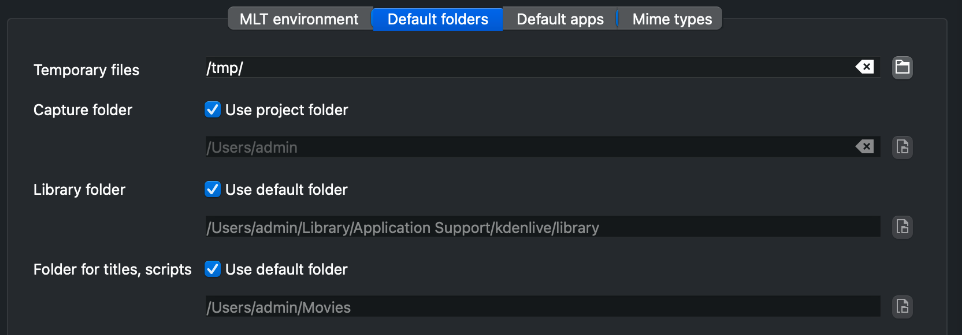 MLT environment Default folders Default apps Mime types
Temporary files /tmp/
Capture folder Use project folder
/Users/admin
Library folder Use default folder
/Users/admin/Library/Application Support/kdenlive/library
Folder for titles, scripts Use default folder
/Users/admin/Movies